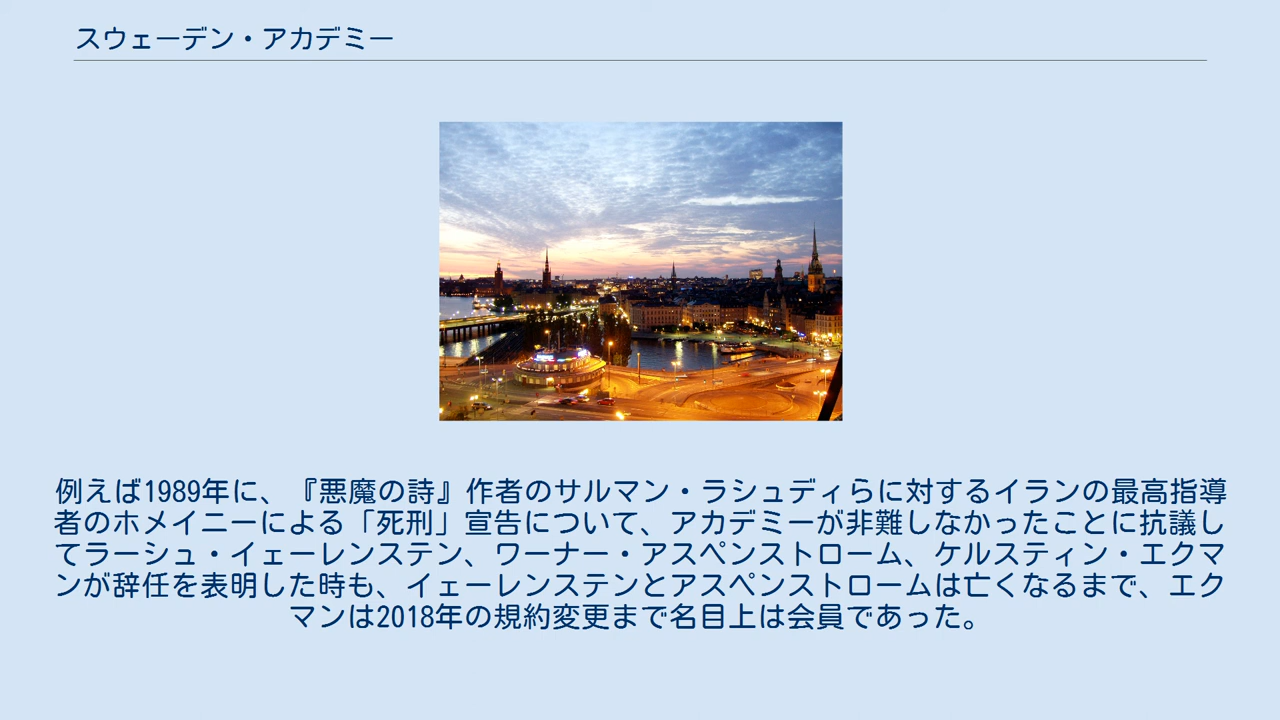 スウェーデン・アカデミー
例えば1989年に、『悪魔の詩』作者のサルマン・ラシュディらに対するイランの最高指導
者のホメイニーによる「死刑」宣告について、アカデミーが非難しなかったことに抗議し
てラーシュ・イェーレンステン、ワーナー・アスペンストローム、ケルスティン・エクマ
ンが辞任を表明した時も、イェーレンステンとアスペンストロームは亡くなるまで、エク
マンは2018年の規約変更まで名目上は会員であった。